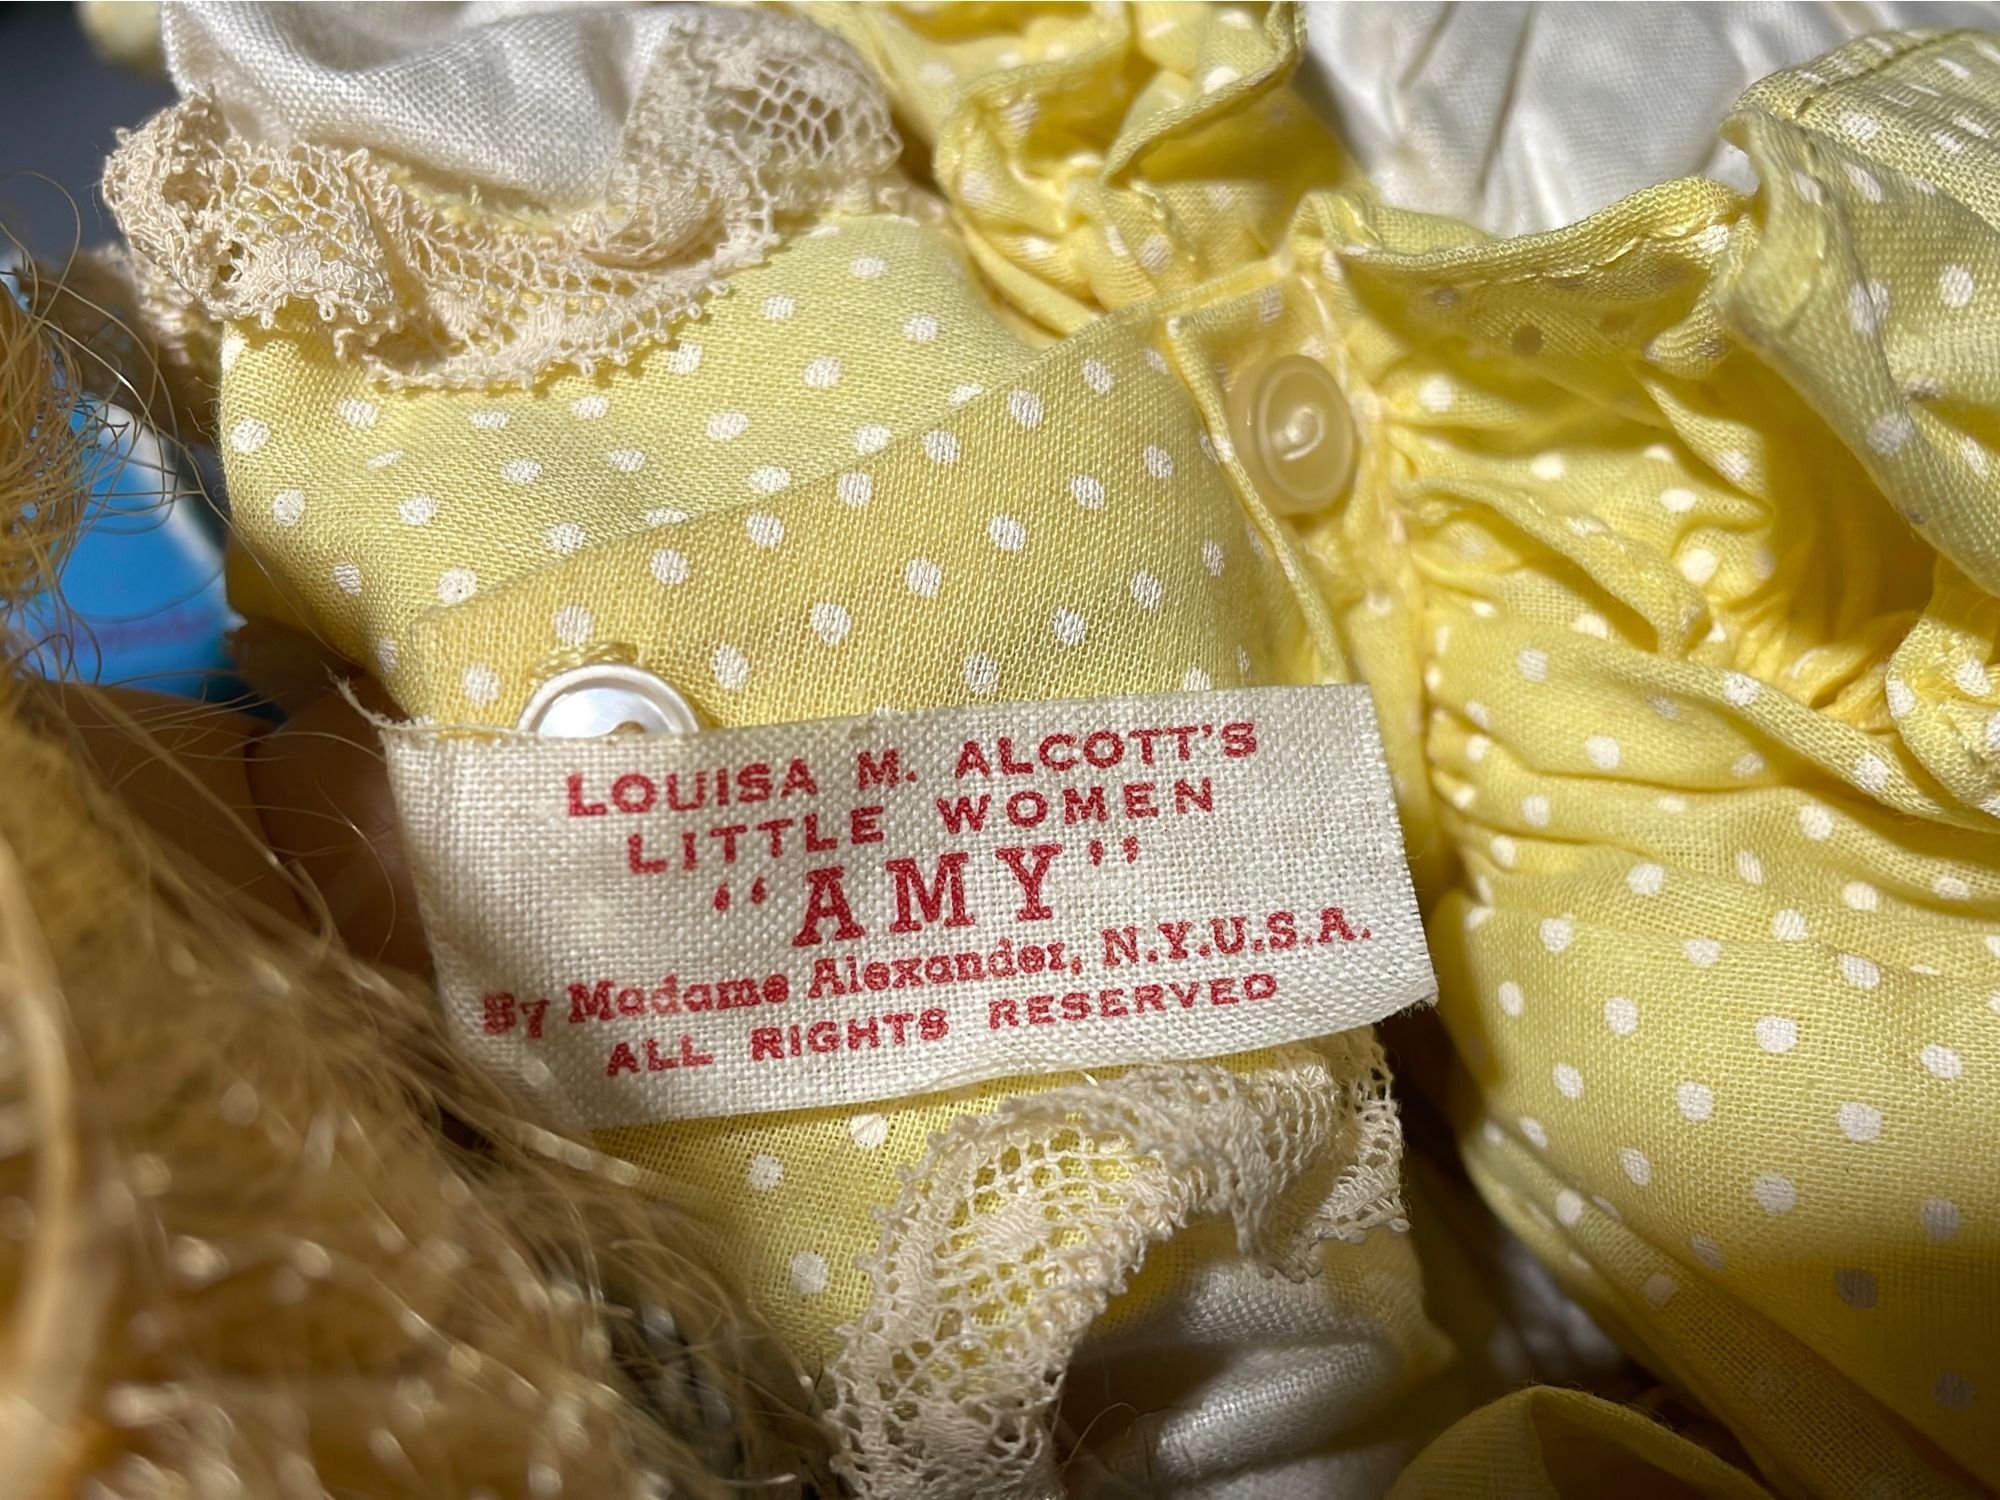 LOUISA M. ALCOTT'S
LITTLE WOMEN
“AMY”
By Madame Alexander, N.Y.U.S.A.
ALL RIGHTS RESERVED